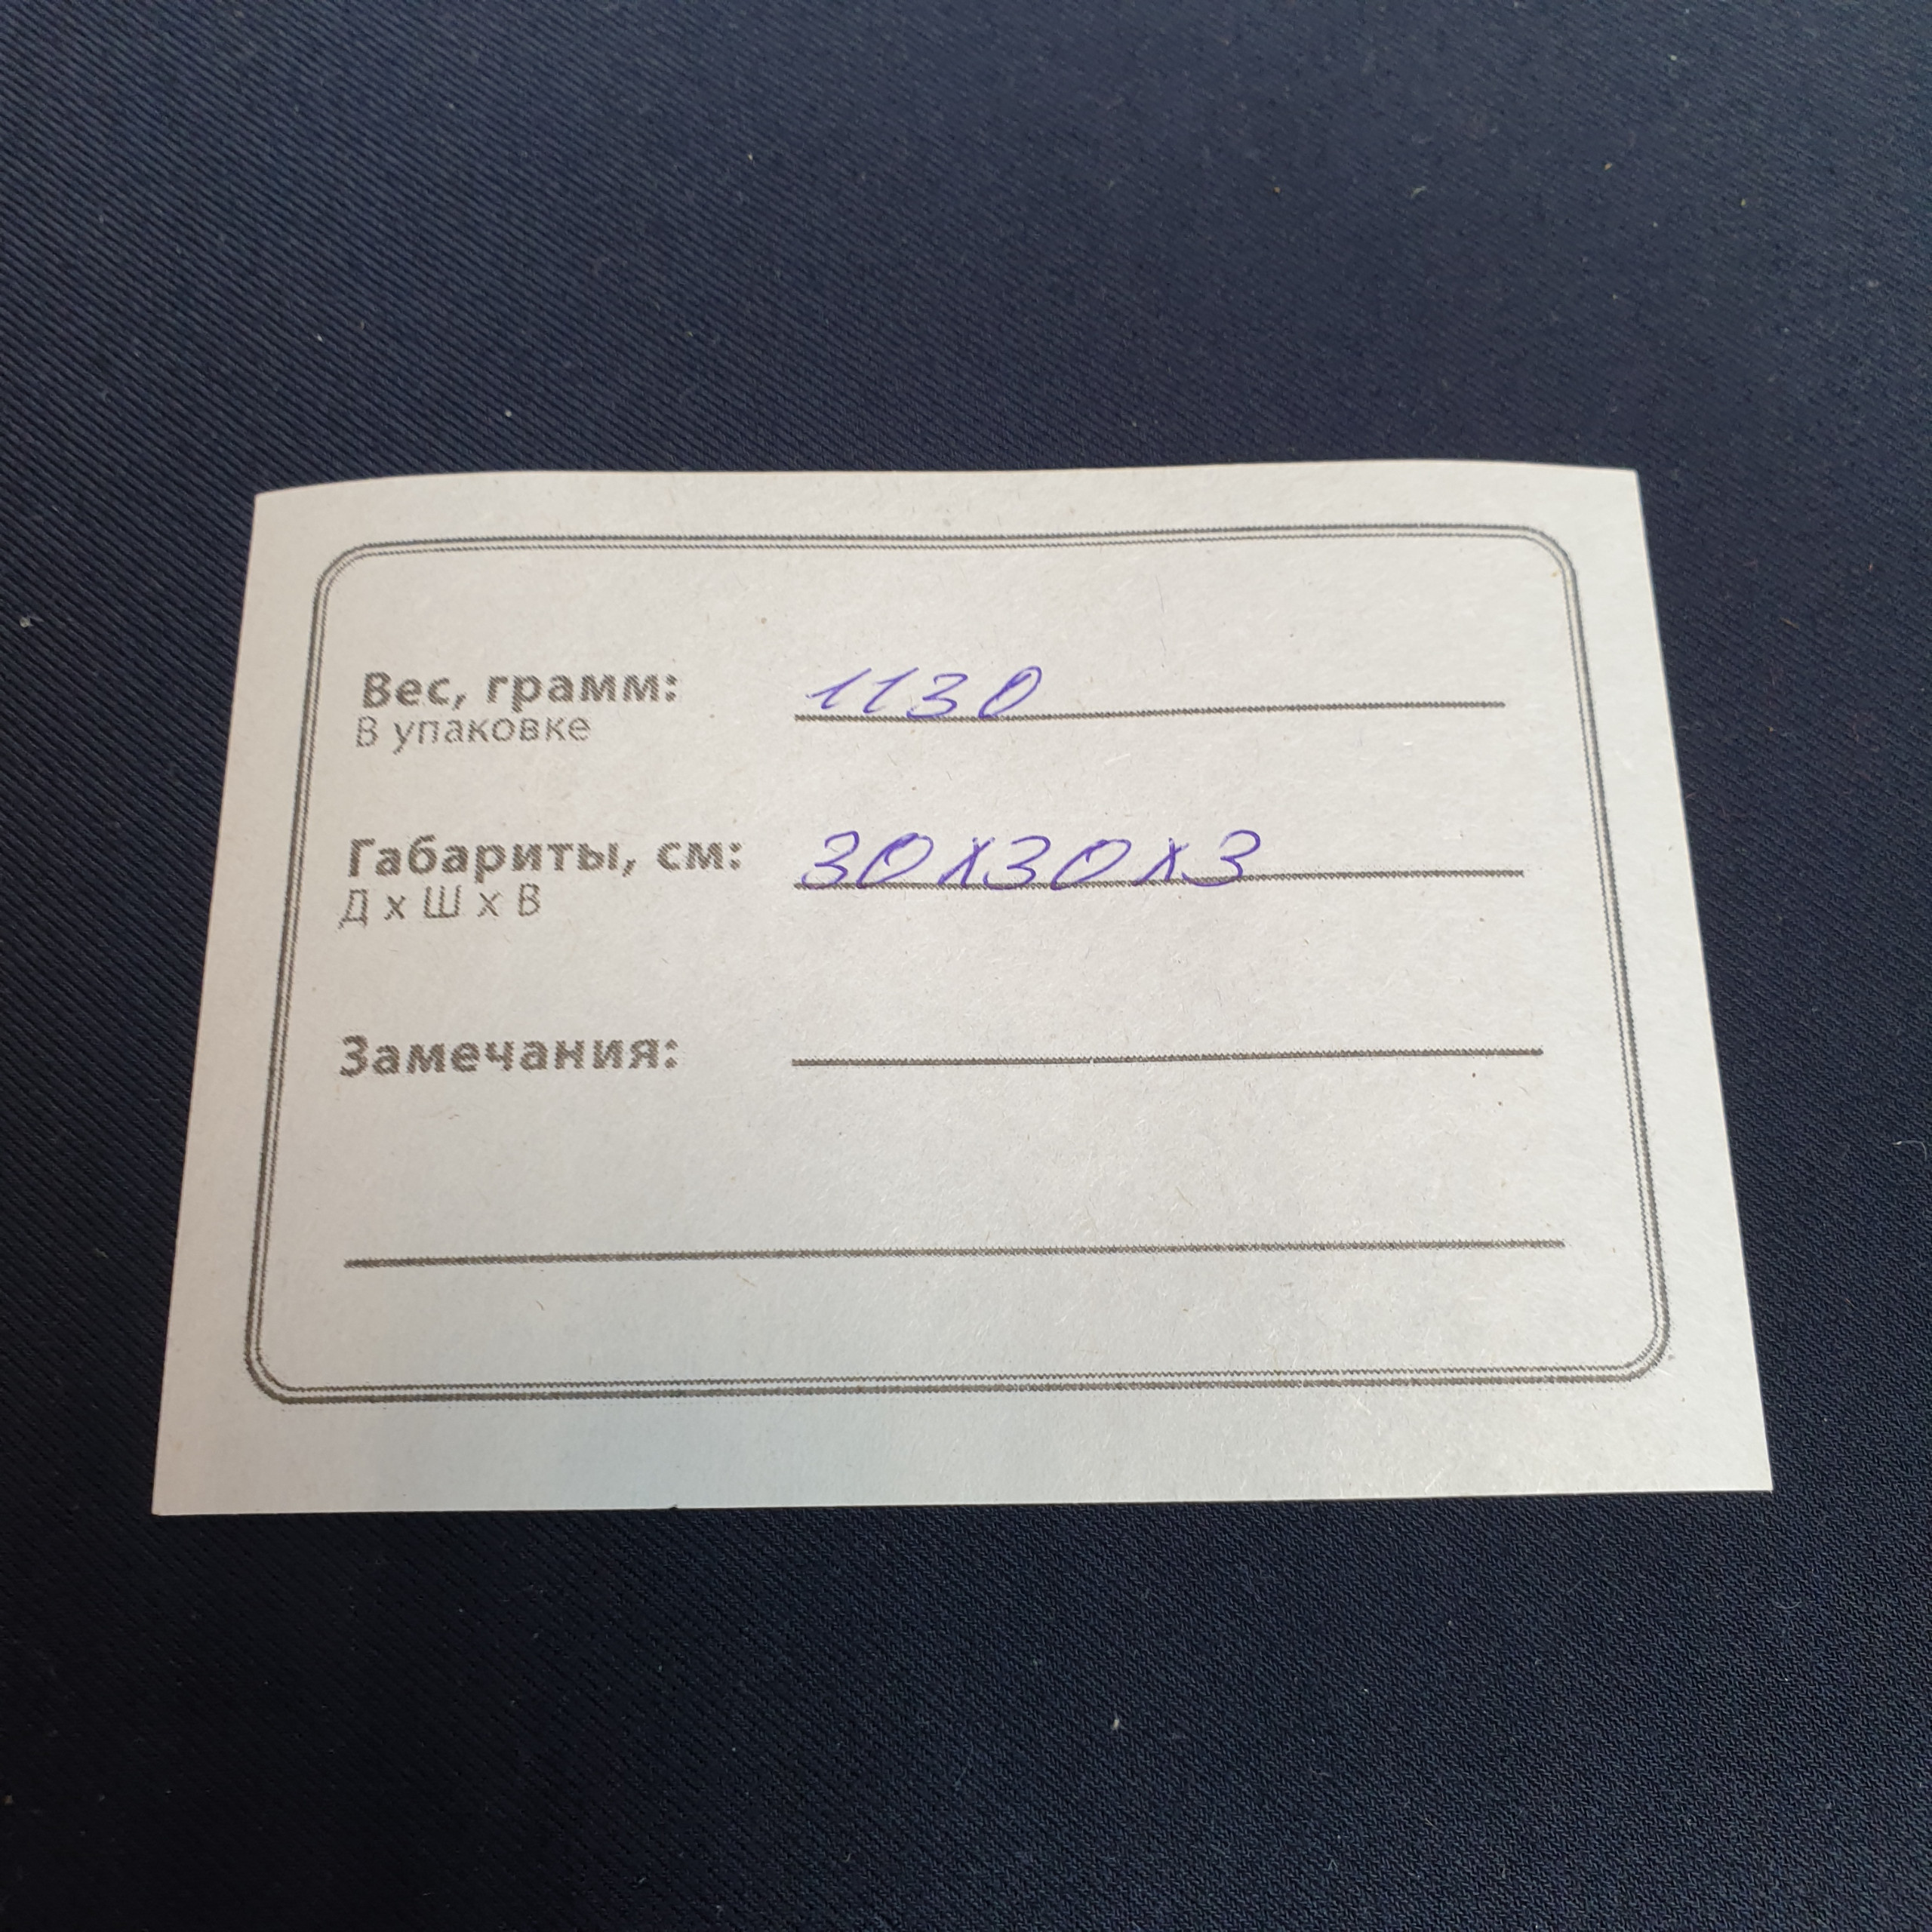 Вес, грамм: 1130
В упаковке
Габариты, см: 30х30х3
Д х Ш х В
Замечания: